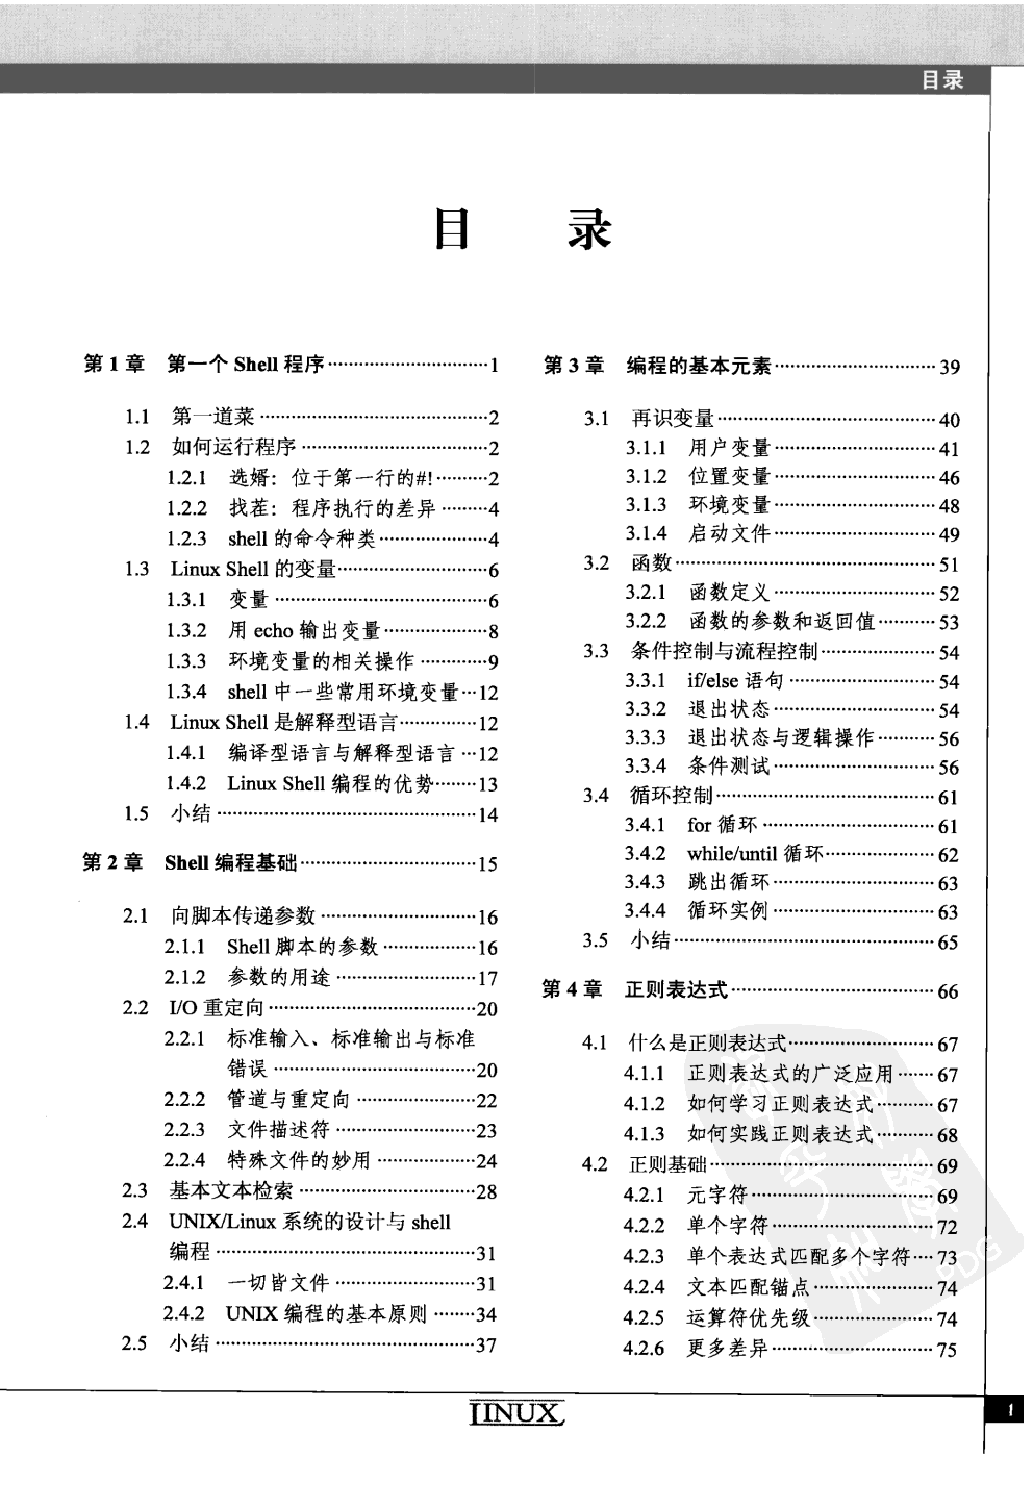 目录
目 录
第 1 章 第一个 Shell 程序…………………………1
1.1 第一道菜……………………………………2
1.2 如何运行程序………………………………2
1.2.1 选婿：位于第一行的#!………2
1.2.2 找茬：程序执行的差异………4
1.2.3 shell 的命令种类…………………4
1.3 Linux Shell 的变量………………………6
1.3.1 变量…………………………………6
1.3.2 用 echo 输出变量………………8
1.3.3 环境变量的相关操作…………9
1.3.4 shell 中一些常用环境变量…12
1.4 Linux Shell 是解释型语言……………12
1.4.1 编译型语言与解释型语言…12
1.4.2 Linux Shell 编程的优势………13
1.5 小结…………………………………………14
第 2 章 Shell 编程基础……………………………15
2.1 向脚本传递参数…………………………16
2.1.1 Shell 脚本的参数………………16
2.1.2 参数的用途………………………17
2.2 I/O 重定向…………………………………20
2.2.1 标准输入、标准输出与标准
错误…………………………………20
2.2.2 管道与重定向……………………22
2.2.3 文件描述符………………………23
2.2.4 特殊文件的妙用………………24
2.3 基本文本检索……………………………28
2.4 UNIX/Linux 系统的设计与 shell
编程…………………………………………31
2.4.1 一切皆文件………………………31
2.4.2 UNIX 编程的基本原则………34
2.5 小结…………………………………………37
第 3 章 编程的基本元素…………………………39
3.1 再识变量……………………………………40
3.1.1 用户变量…………………………41
3.1.2 位置变量…………………………46
3.1.3 环境变量…………………………48
3.1.4 启动文件…………………………49
3.2 函数…………………………………………51
3.2.1 函数定义…………………………52
3.2.2 函数的参数和返回值…………53
3.3 条件控制与流程控制…………………54
3.3.1 if/else 语句………………………54
3.3.2 退出状态…………………………54
3.3.3 退出状态与逻辑操作…………56
3.3.4 条件测试…………………………56
3.4 循环控制……………………………………61
3.4.1 for 循环……………………………61
3.4.2 while/until 循环…………………62
3.4.3 跳出循环…………………………63
3.4.4 循环实例…………………………63
3.5 小结…………………………………………65
第 4 章 正则表达式…………………………………66
4.1 什么是正则表达式………………………67
4.1.1 正则表达式的广泛应用……67
4.1.2 如何学习正则表达式…………67
4.1.3 如何实践正则表达式…………68
4.2 正则基础……………………………………69
4.2.1 元字符……………………………69
4.2.2 单个字符…………………………72
4.2.3 单个表达式匹配多个字符…73
4.2.4 文本匹配锚点……………………74
4.2.5 运算符优先级……………………74
4.2.6 更多差异…………………………75
LINUX
1
PDG